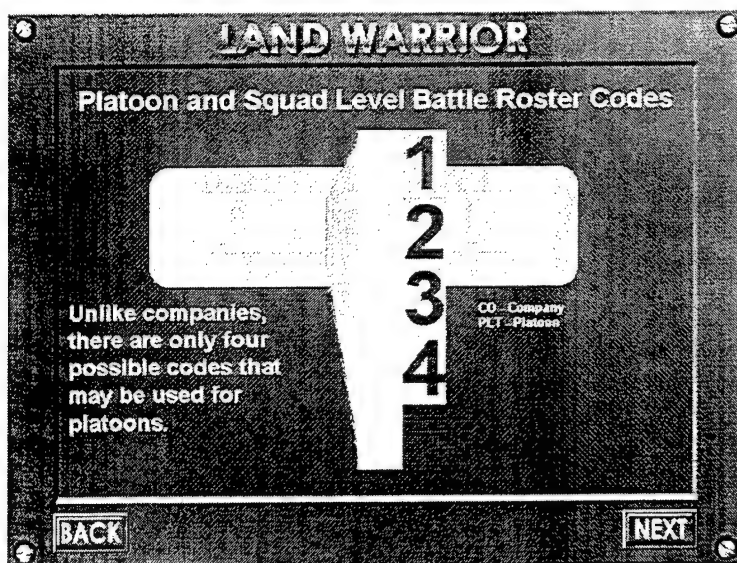 LAND WARRIOR
Platoon and Squad Level Battle Roster Codes
1
2
3
4
Unlike companies,
there are only four
possible codes that
may be used for
platoons.
CO - Company
PLT - Platoon
BACK
NEXT